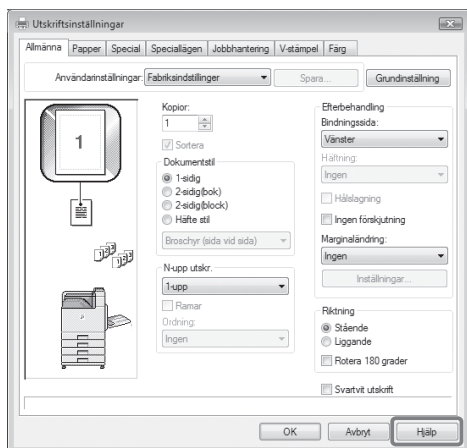 Utskriftsinställningar
Allmänna Papper Special Speciallägen Jobbhantering V-stämpel Färg
Användarinställningar: Fabriksindstillinger Spara... Grundinställning
1
123 123
Kopior:
1
Sortera
Dokumentstil
1-sidig
2-sidig(bok)
2-sidig(block)
Häfte stil
Broschyr (sida vid sida)
N-upp utskr.
1-upp
Ramar
Ordning:
Ingen
Efterbehandling
Bindningssida:
Vänster
Häftning:
Ingen
Hålslagning
Ingen förskjutning
Marginaländring:
Ingen
Inställningar...
Riktning
Stående
Liggande
Rotera 180 grader
Svartvit utskrift
OK Avbryt Hjälp